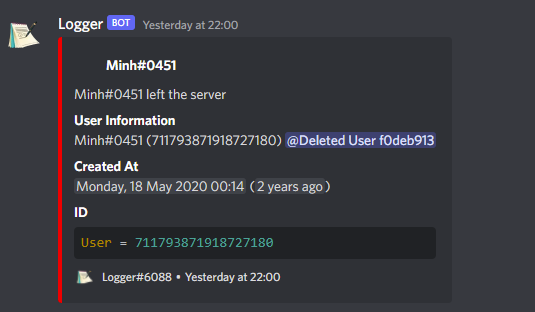 Logger BOT Yesterday at 22:00
Minh#0451
Minh#0451 left the server
User Information
Minh#0451 (711793871918727180) @Deleted User f0deb913
Created At
Monday, 18 May 2020 00:14 (2 years ago)
ID
User = 711793871918727180
Logger#6088 • Yesterday at 22:00